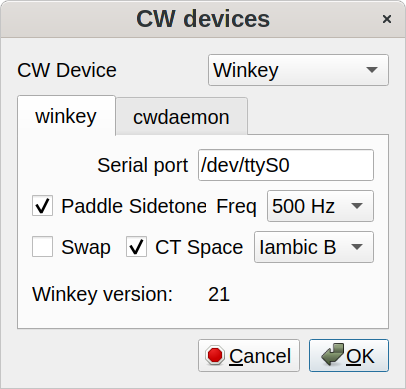 CW devices
CW Device Winkey
winkey cwdaemon
Serial port /dev/ttyS0
Paddle Sidetone Freq 500 Hz
Swap CT Space Iambic B
Winkey version: 21
Cancel OK